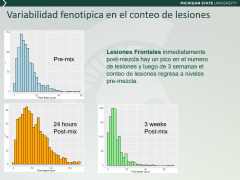 MICHIGAN STATE UNIVERSITY
Variabilidad fenotipica en el conteo de lesiones
Pre-mix
Lesiones Frontales inmediatamente
post-mezcla hay un pico en el numero
de lesiones y luego de 3 semanas el
conteo de lesiones regresa a niveles
pre-mezcla.
24 hours
Post-mix
3 weeks
Post-mix